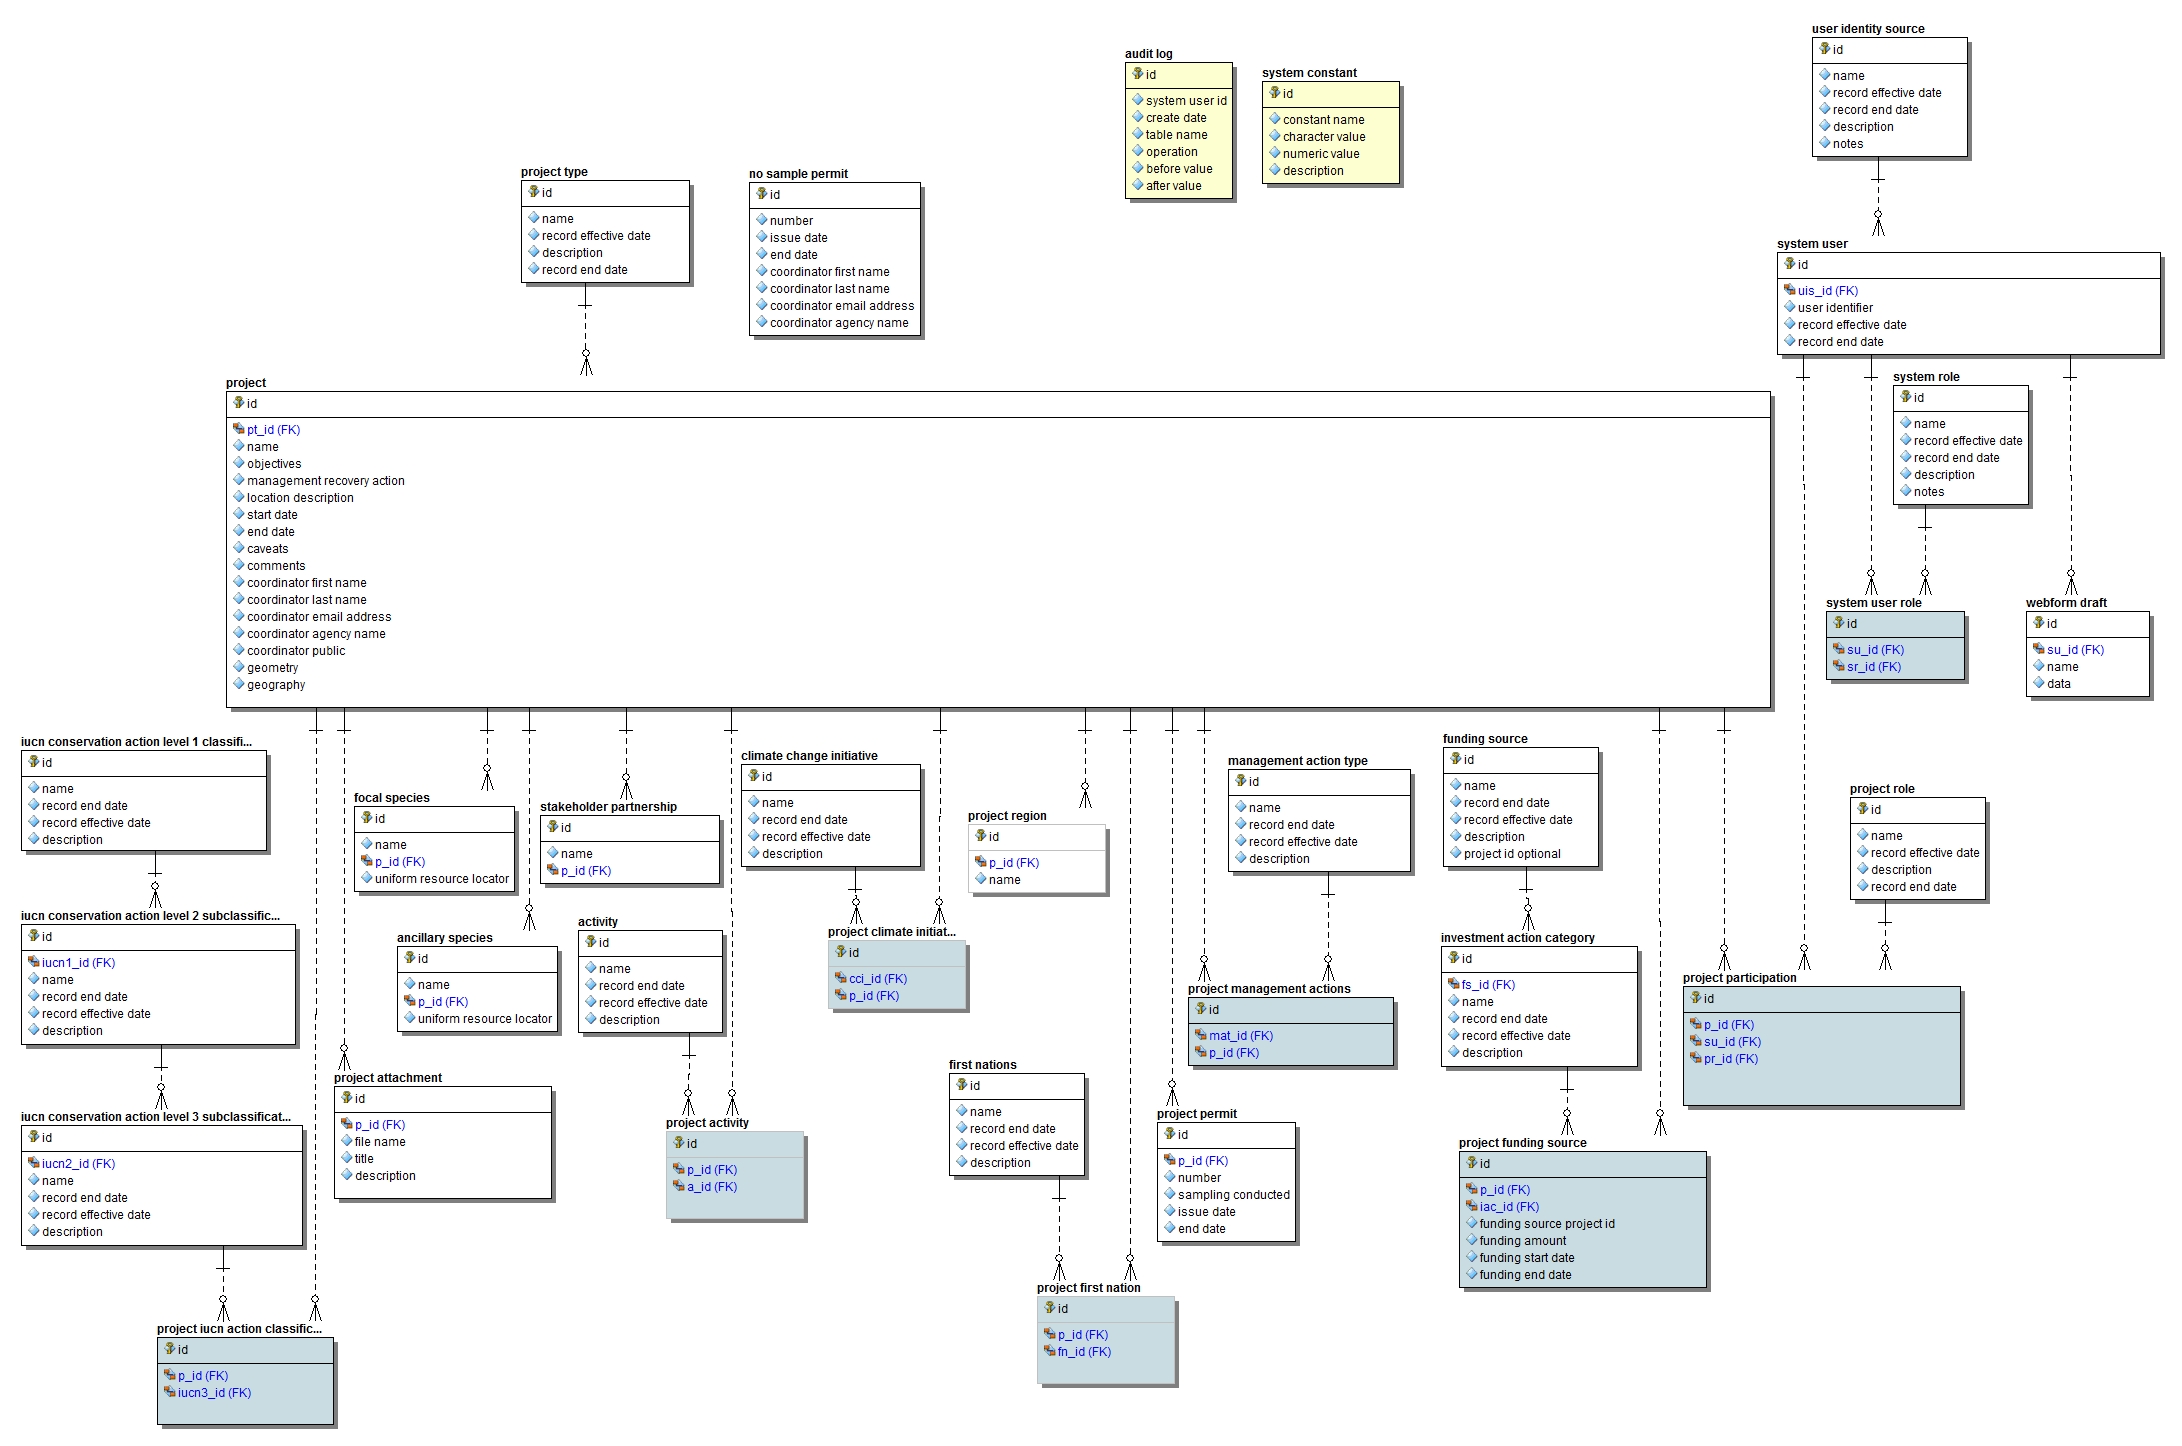 user identity source
id
name
record effective date
record end date
description
notes
audit log
id
system user id
create date
table name
operation
before value
after value
system constant
id
constant name
character value
numeric value
description
project type
id
name
record effective date
description
record end date
no sample permit
id
number
issue date
end date
coordinator first name
coordinator last name
coordinator email address
coordinator agency name
system user
id
uis_id (FK)
user identifier
record effective date
record end date
system role
id
name
record effective date
record end date
description
notes
project
id
pt_id (FK)
name
objectives
management recovery action
location description
start date
end date
caveats
comments
coordinator first name
coordinator last name
coordinator email address
coordinator agency name
coordinator public
geometry
geography
system user role
id
su_id (FK)
sr_id (FK)
webform draft
id
su_id (FK)
name
data
iucn conservation action level 1 classifi...
id
name
record end date
record effective date
description
focal species
id
name
p_id (FK)
uniform resource locator
stakeholder partnership
id
name
p_id (FK)
climate change initiative
id
name
record end date
record effective date
description
project region
id
p_id (FK)
name
management action type
id
name
record end date
record effective date
description
funding source
id
name
record end date
record effective date
description
project id optional
project role
id
name
record effective date
description
record end date
iucn conservation action level 2 subclassific...
id
iucn1_id (FK)
name
record end date
record effective date
description
ancillary species
id
name
p_id (FK)
uniform resource locator
activity
id
name
record end date
record effective date
description
project climate initiat...
id
cci_id (FK)
p_id (FK)
project management actions
id
mat_id (FK)
p_id (FK)
investment action category
id
fs_id (FK)
name
record end date
record effective date
description
project participation
id
p_id (FK)
su_id (FK)
pr_id (FK)
iucn conservation action level 3 subclassificat...
id
iucn2_id (FK)
name
record end date
record effective date
description
project attachment
id
p_id (FK)
file name
title
description
project activity
id
p_id (FK)
a_id (FK)
first nations
id
name
record end date
record effective date
description
project permit
id
p_id (FK)
number
sampling conducted
issue date
end date
project funding source
id
p_id (FK)
iac_id (FK)
funding source project id
funding amount
funding start date
funding end date
project iucn action classific...
id
p_id (FK)
iucn3_id (FK)
project first nation
id
p_id (FK)
fn_id (FK)